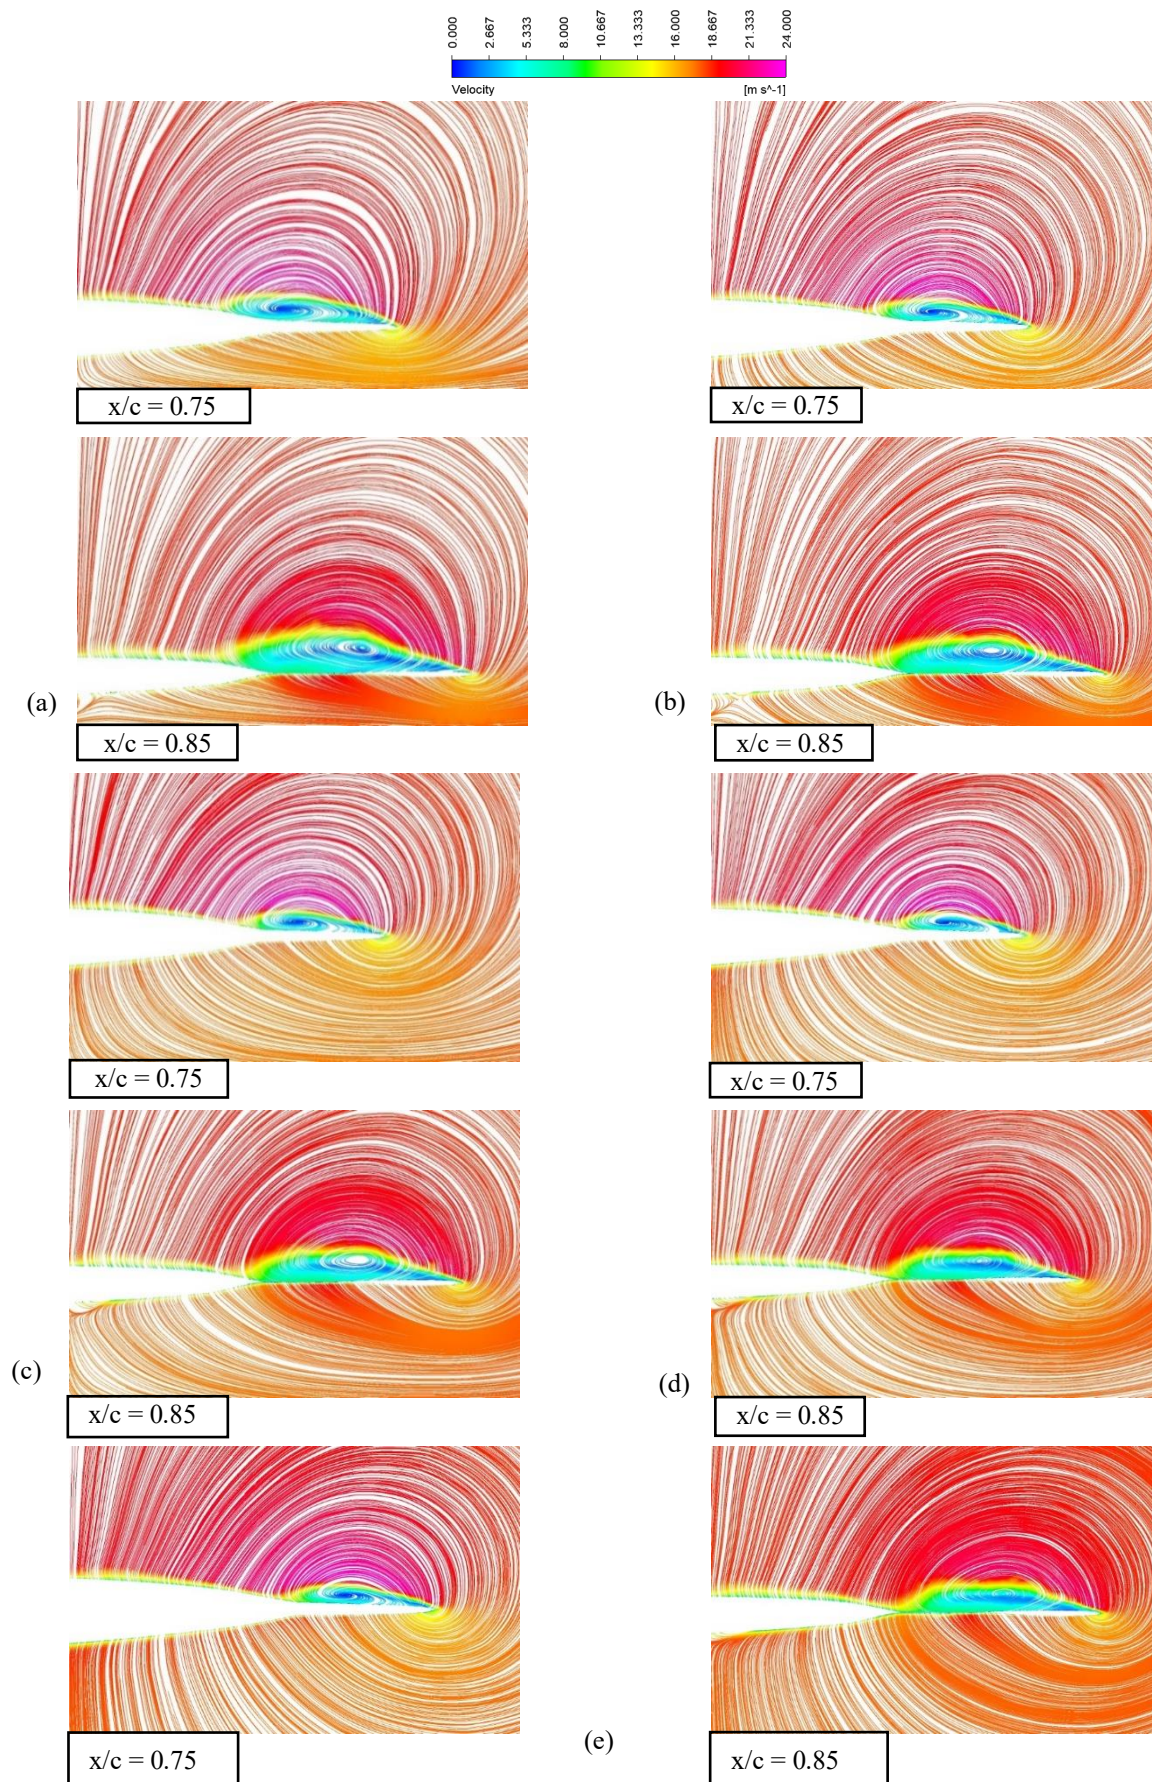 0.000 2.667 5.333 8.000 10.667 13.333 16.000 18.667 21.333 24.000
Velocity [m s^-1]
x/c = 0.75 x/c = 0.75
(a) (b)
x/c = 0.85 x/c = 0.85
x/c = 0.75 x/c = 0.75
(c) (d)
x/c = 0.85 x/c = 0.85
(e)
x/c = 0.75 x/c = 0.85